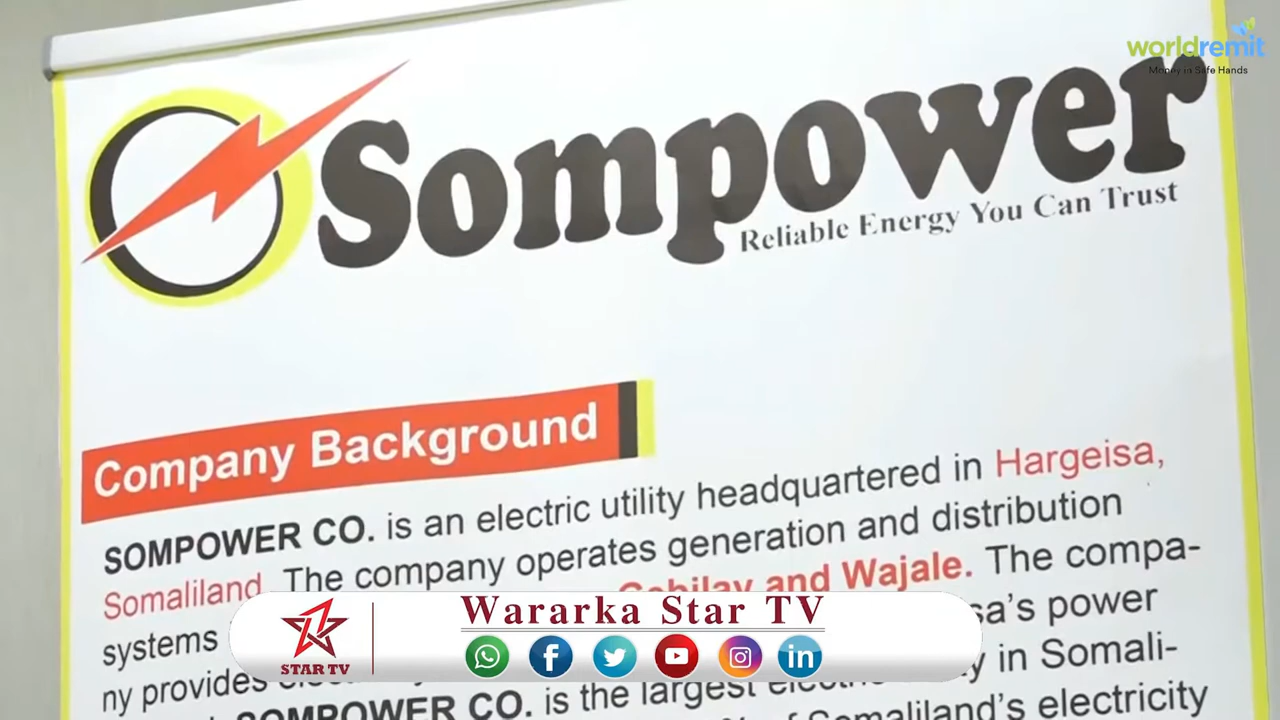 worldremit
Money in Safe Hands
Sompower
Reliable Energy You Can Trust
Company Background
SOMPOWER CO. is an electric utility headquartered in Hargeisa,
Somaliland. The company operates generation and distribution
systems Gabiley and Wajale. The compa-
ny provides sa's power
y in Somali-
SOMPOWER CO. is the largest
of Somaliland's electricity
Wararka Star TV
STAR TV